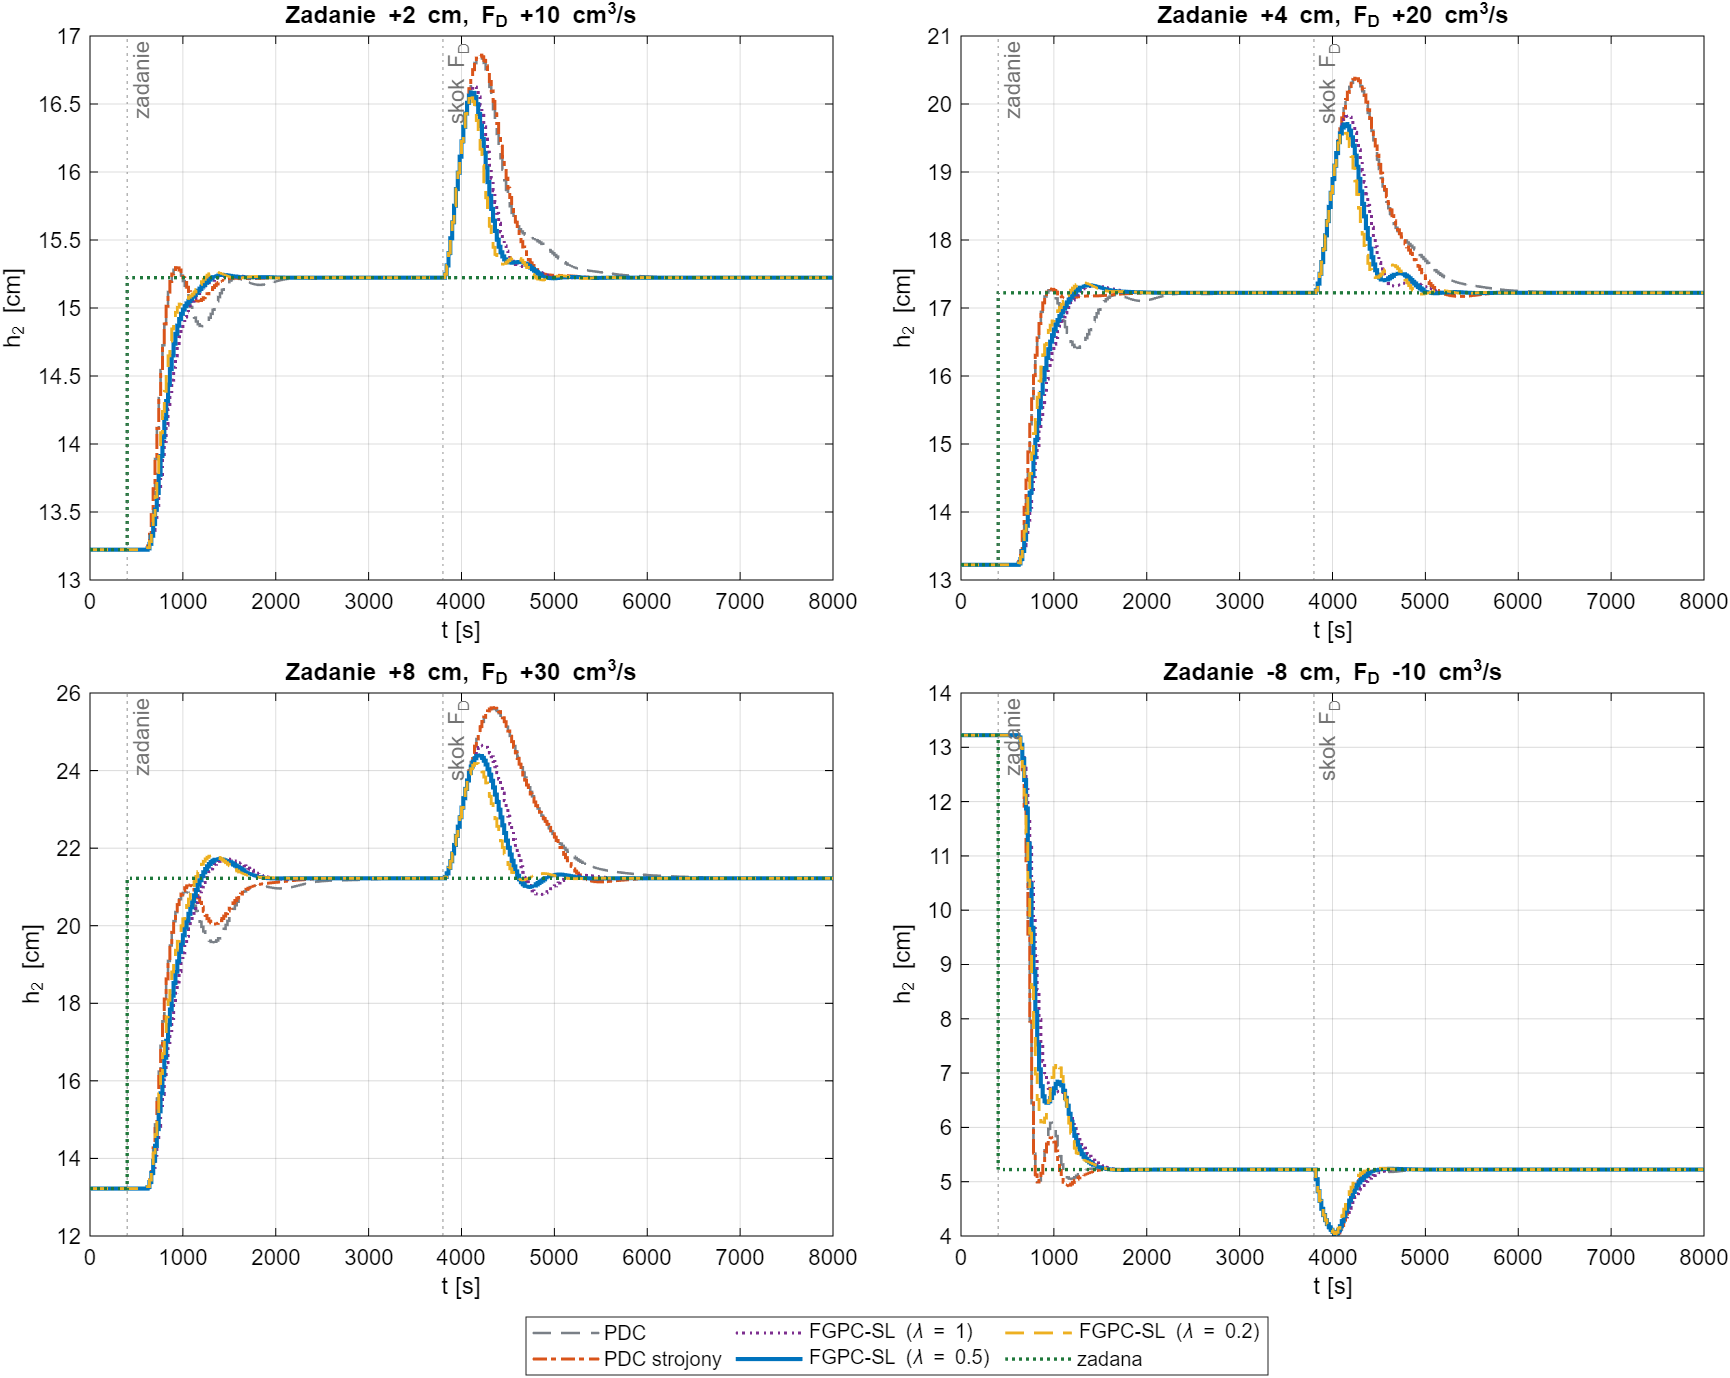 Zadanie +2 cm, F_D +10 cm³/s
17
16.5
16
15.5
15
14.5
14
13.5
13
h₂ [cm]
zadanie
skok F_D
0 1000 2000 3000 4000 5000 6000 7000 8000
t [s]
Zadanie +4 cm, F_D +20 cm³/s
21
20
19
18
17
16
15
14
13
h₂ [cm]
zadanie
skok F_D
0 1000 2000 3000 4000 5000 6000 7000 8000
t [s]
Zadanie +8 cm, F_D +30 cm³/s
26
24
22
20
18
16
14
12
h₂ [cm]
zadanie
skok F_D
0 1000 2000 3000 4000 5000 6000 7000 8000
t [s]
Zadanie -8 cm, F_D -10 cm³/s
14
13
12
11
10
9
8
7
6
5
4
h₂ [cm]
zadanie
skok F_D
0 1000 2000 3000 4000 5000 6000 7000 8000
t [s]
PDC
PDC strojony
FGPC-SL (λ = 1)
FGPC-SL (λ = 0.5)
FGPC-SL (λ = 0.2)
zadana